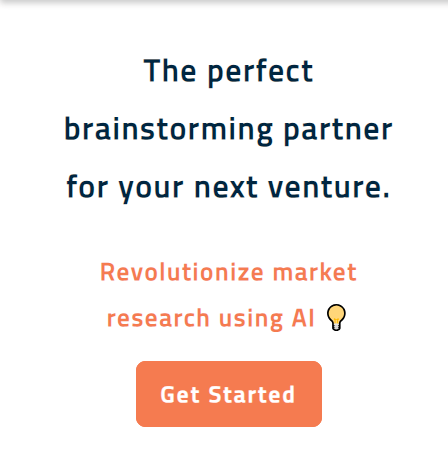 The perfect
brainstorming partner
for your next venture.
Revolutionize market
research using AI 💡
Get Started